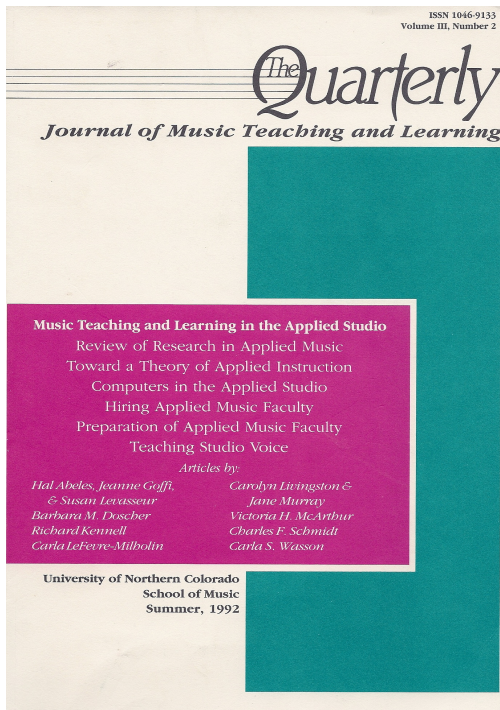 ISSN 1046-9133
Volume III, Number 2
The
Quarterly
Journal of Music Teaching and Learning
Music Teaching and Learning in the Applied Studio
Review of Research in Applied Music
Toward a Theory of Applied Instruction
Computers in the Applied Studio
Hiring Applied Music Faculty
Preparation of Applied Music Faculty
Teaching Studio Voice
Articles by:
Hal Abeles, Jeanne Goffi,
& Susan Levasseur
Barbara M. Doscher
Richard Kennell
Carla LeFevre-Milholin
Carolyn Livingston &
Jane Murray
Victoria H. McArthur
Charles F. Schmidt
Carla S. Wasson
University of Northern Colorado
School of Music
Summer, 1992